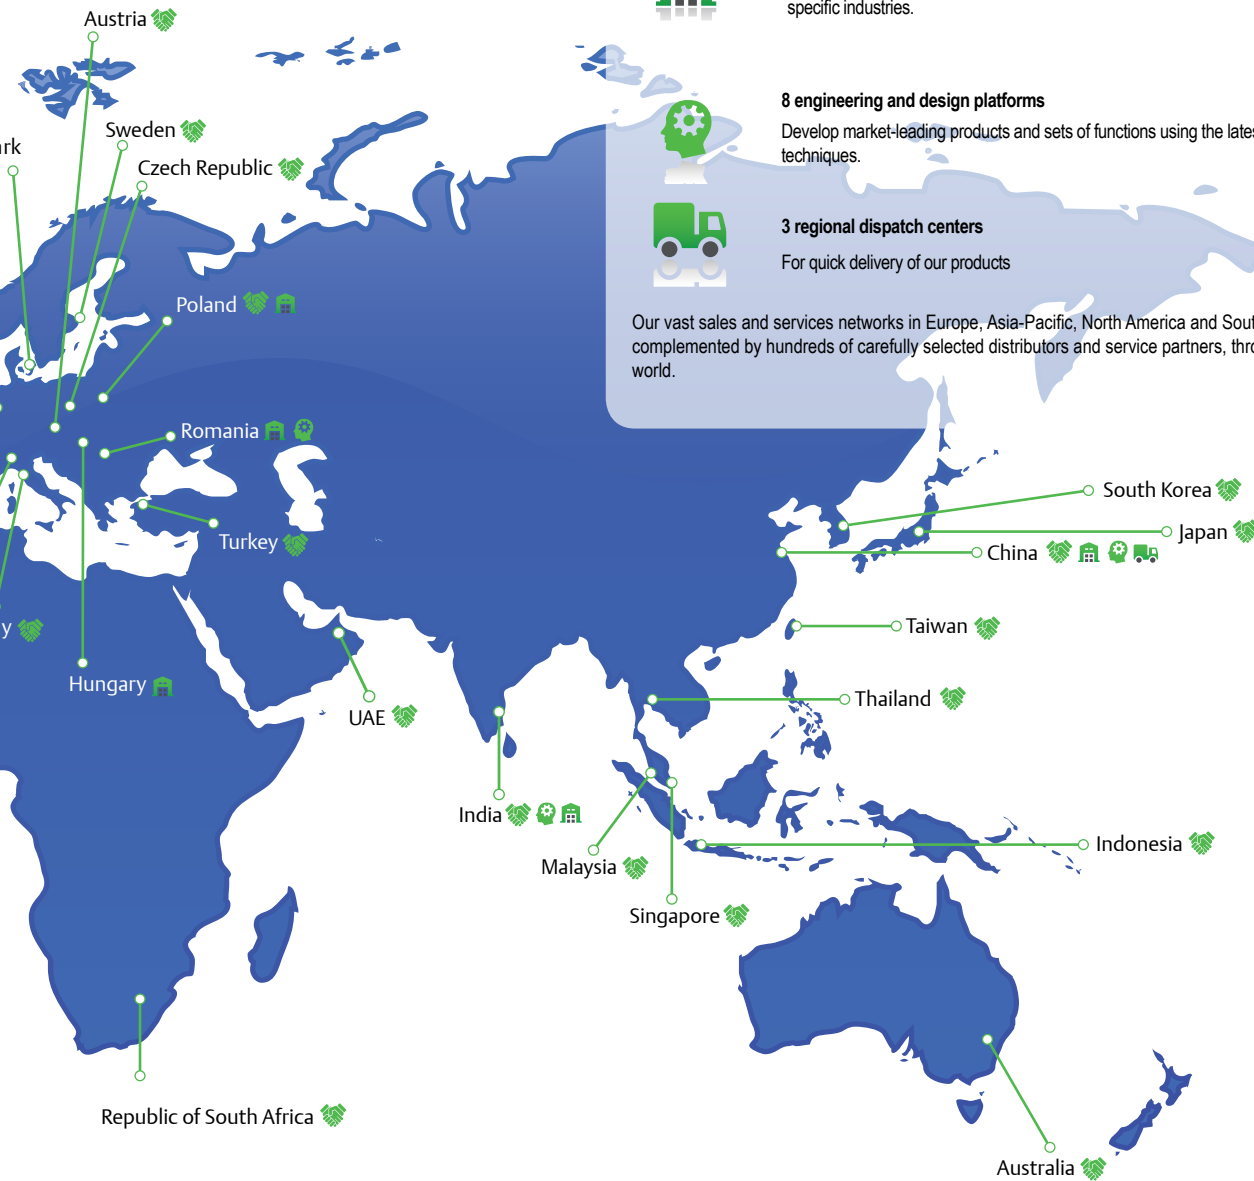 specific industries.
8 engineering and design platforms
Develop market-leading products and sets of functions using the
techniques.
3 regional dispatch centers
For quick delivery of our products
Our vast sales and services networks in Europe, Asia-Pacific, North America and
complemented by hundreds of carefully selected distributors and service partners,
world.
Austria
Sweden
Czech Republic
Poland
Romania
Turkey
Hungary
UAE
India
Malaysia
Singapore
South Korea
Japan
China
Taiwan
Thailand
Indonesia
Republic of South Africa
Australia